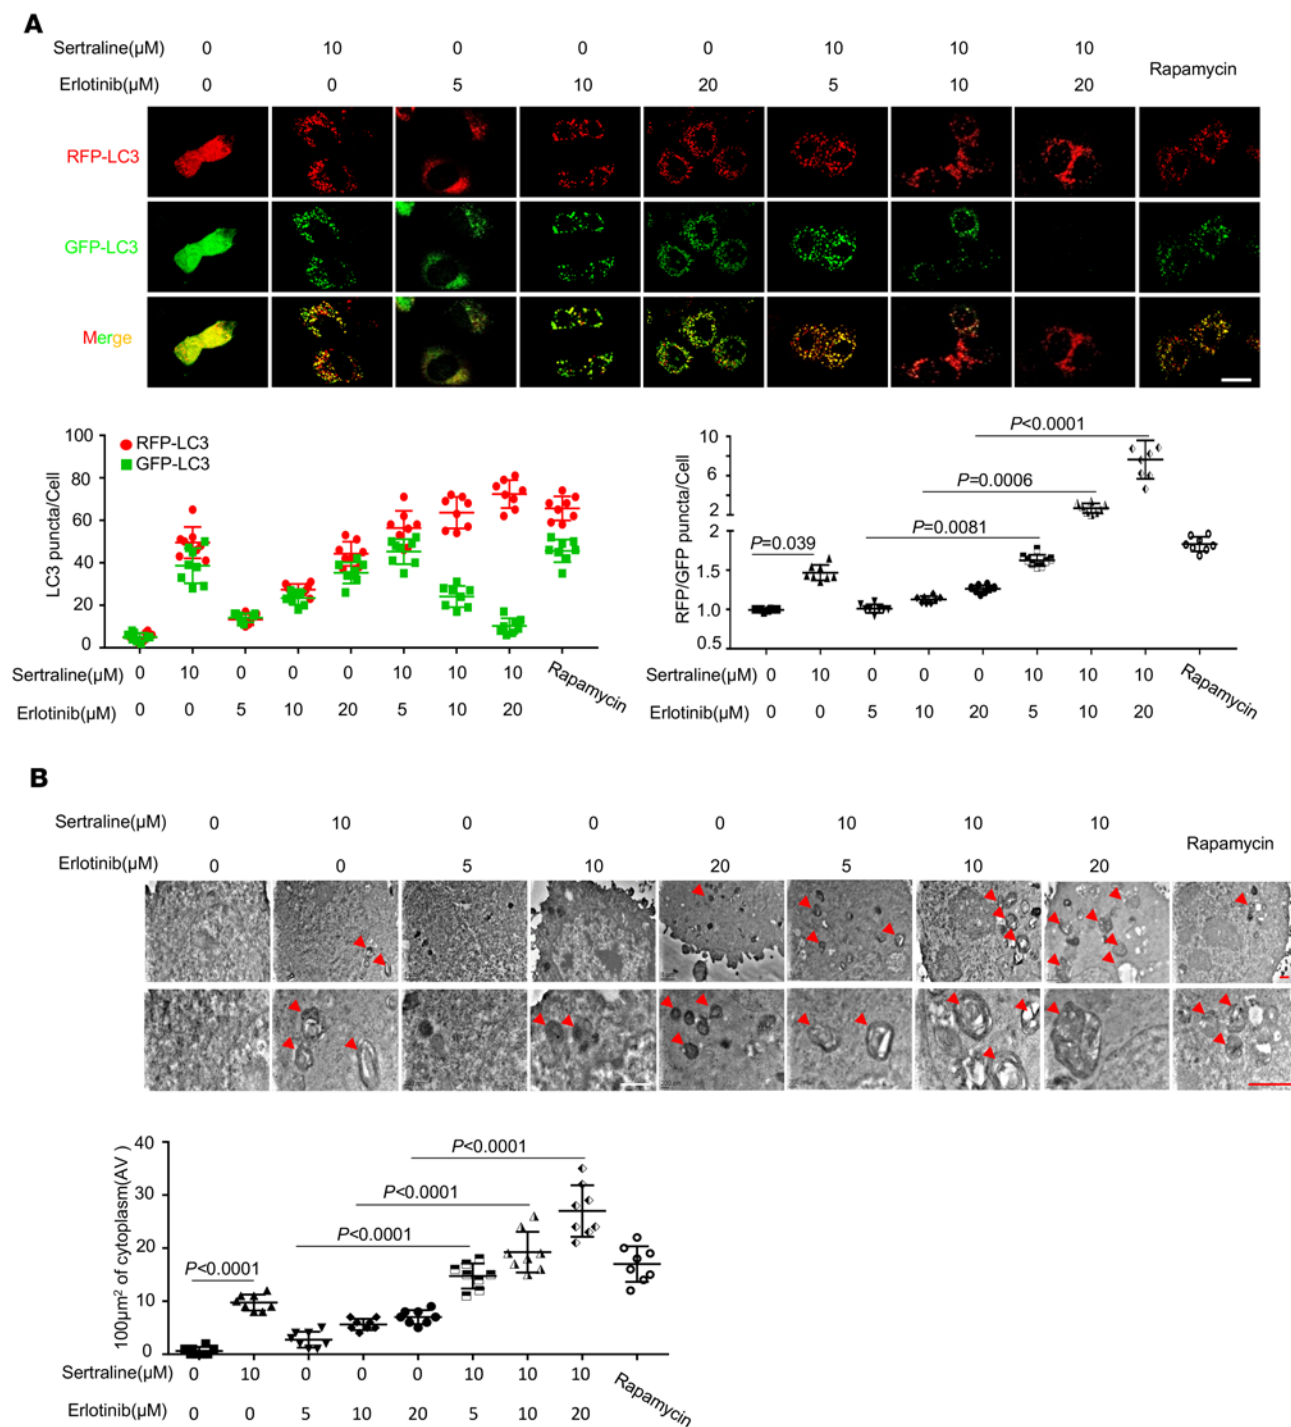 A
Sertraline(µM) 0 10 0 0 0 10 10 10
Rapamycin
Erlotinib(µM) 0 0 5 10 20 5 10 20
RFP-LC3
GFP-LC3
Merge
100
80
60
40
20
0
LC3 puncta/Cell
RFP-LC3
GFP-LC3
Sertraline(µM) 0 10 0 0 0 10 10 10
Erlotinib(µM) 0 0 5 10 20 5 10 20
Rapamycin
10
6
2
2
1.5
1.0
0.5
RFP/GFP puncta/Cell
P<0.0001
P=0.0006
P=0.0081
P=0.039
Sertraline(µM) 0 10 0 0 0 10 10 10
Erlotinib(µM) 0 0 5 10 20 5 10 20
Rapamycin
B
Sertraline(µM) 0 10 0 0 0 10 10 10
Rapamycin
Erlotinib(µM) 0 0 5 10 20 5 10 20
40
30
20
10
0
100µm² of cytoplasm(AV )
P<0.0001
P<0.0001
P<0.0001
P<0.0001
Sertraline(µM) 0 10 0 0 0 10 10 10
Erlotinib(µM) 0 0 5 10 20 5 10 20
Rapamycin